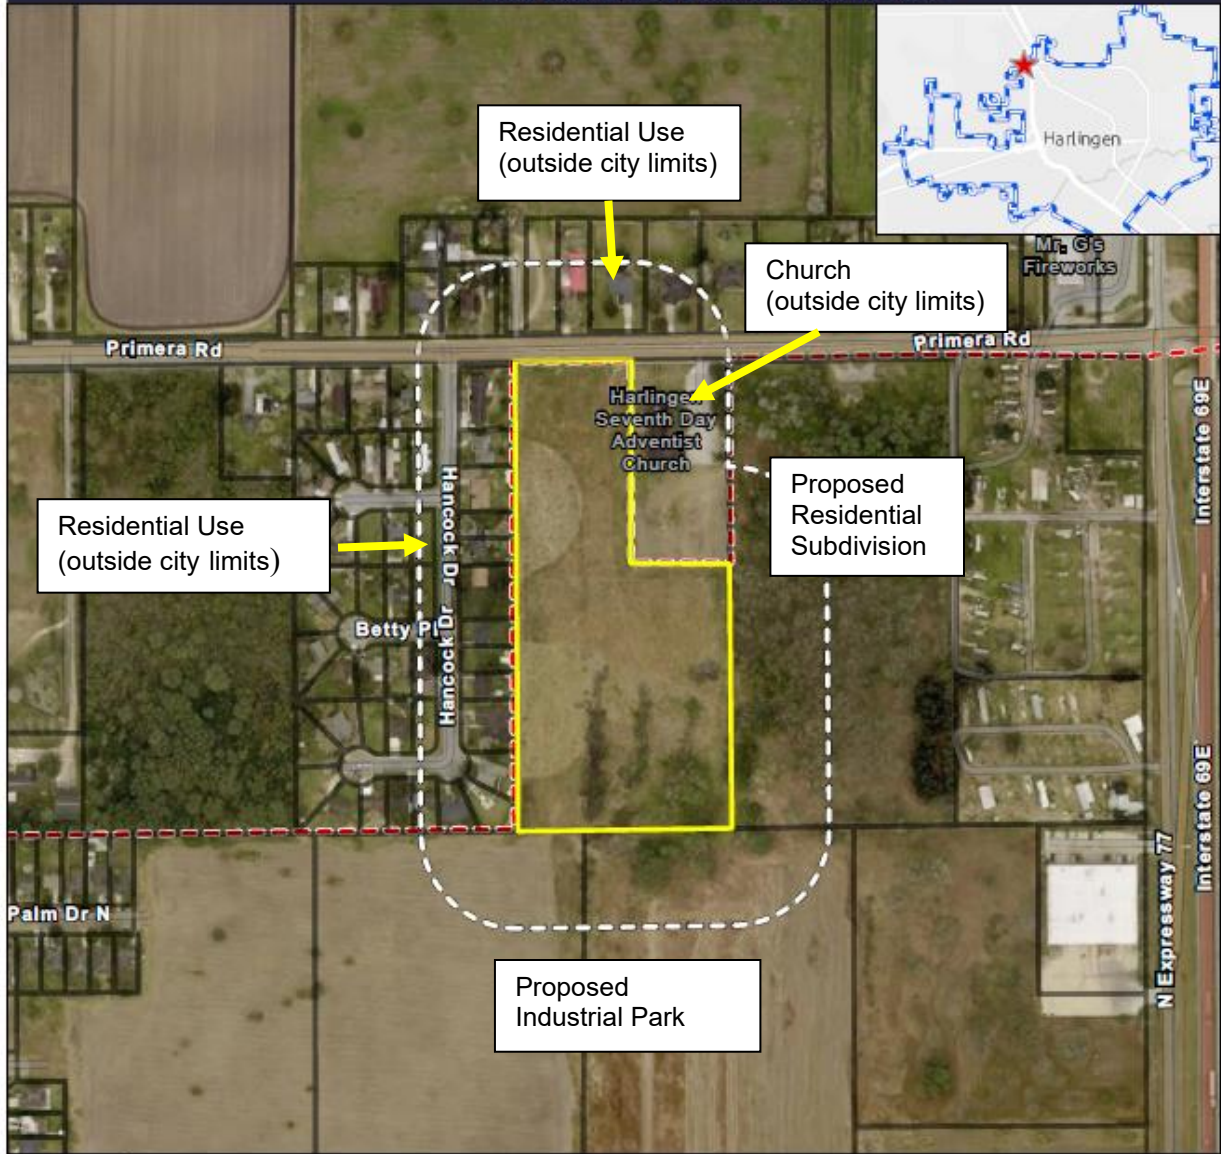 Harlingen
Residential Use
(outside city limits)
Mr. G's
Fireworks
Church
(outside city limits)
Primera Rd
Primera Rd
Harlingen
Seventh Day
Adventist
Church
Interstate 69E
Hancock Dr
Proposed
Residential
Subdivision
Residential Use
(outside city limits)
Betty Pl
Hancock Dr
Interstate 69E
N Expressway 77
Palm Dr N
Proposed
Industrial Park